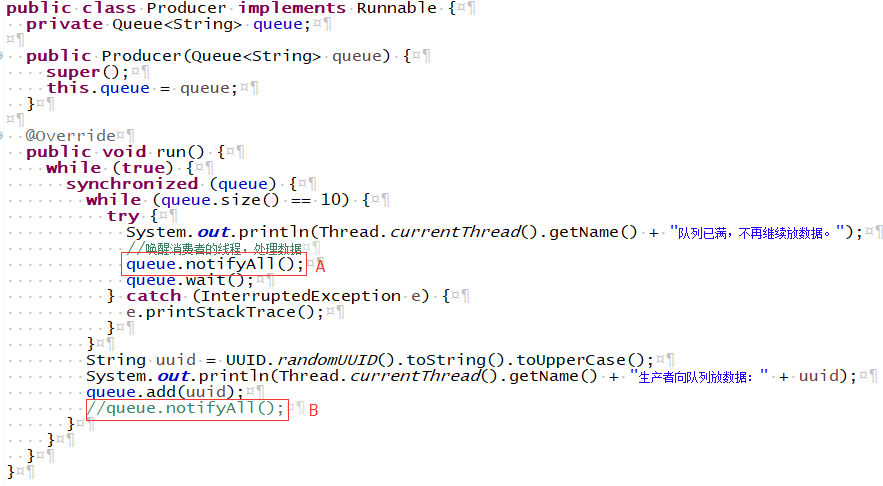 public class Producer implements Runnable {
private Queue<String> queue;
public Producer(Queue<String> queue) {
super();
this.queue = queue;
}
@Override
public void run() {
while (true) {
synchronized (queue) {
while (queue.size() == 10) {
try {
System.out.println(Thread.currentThread().getName() + "队列已满，不再继续放数据。");
//唤醒消费者的线程，处理数据
queue.notifyAll(); A
queue.wait();
} catch (InterruptedException e) {
e.printStackTrace();
}
}
String uuid = UUID.randomUUID().toString().toUpperCase();
System.out.println(Thread.currentThread().getName() + "生产者向队列放数据：" + uuid);
queue.add(uuid);
//queue.notifyAll(); B
}
}
}
}